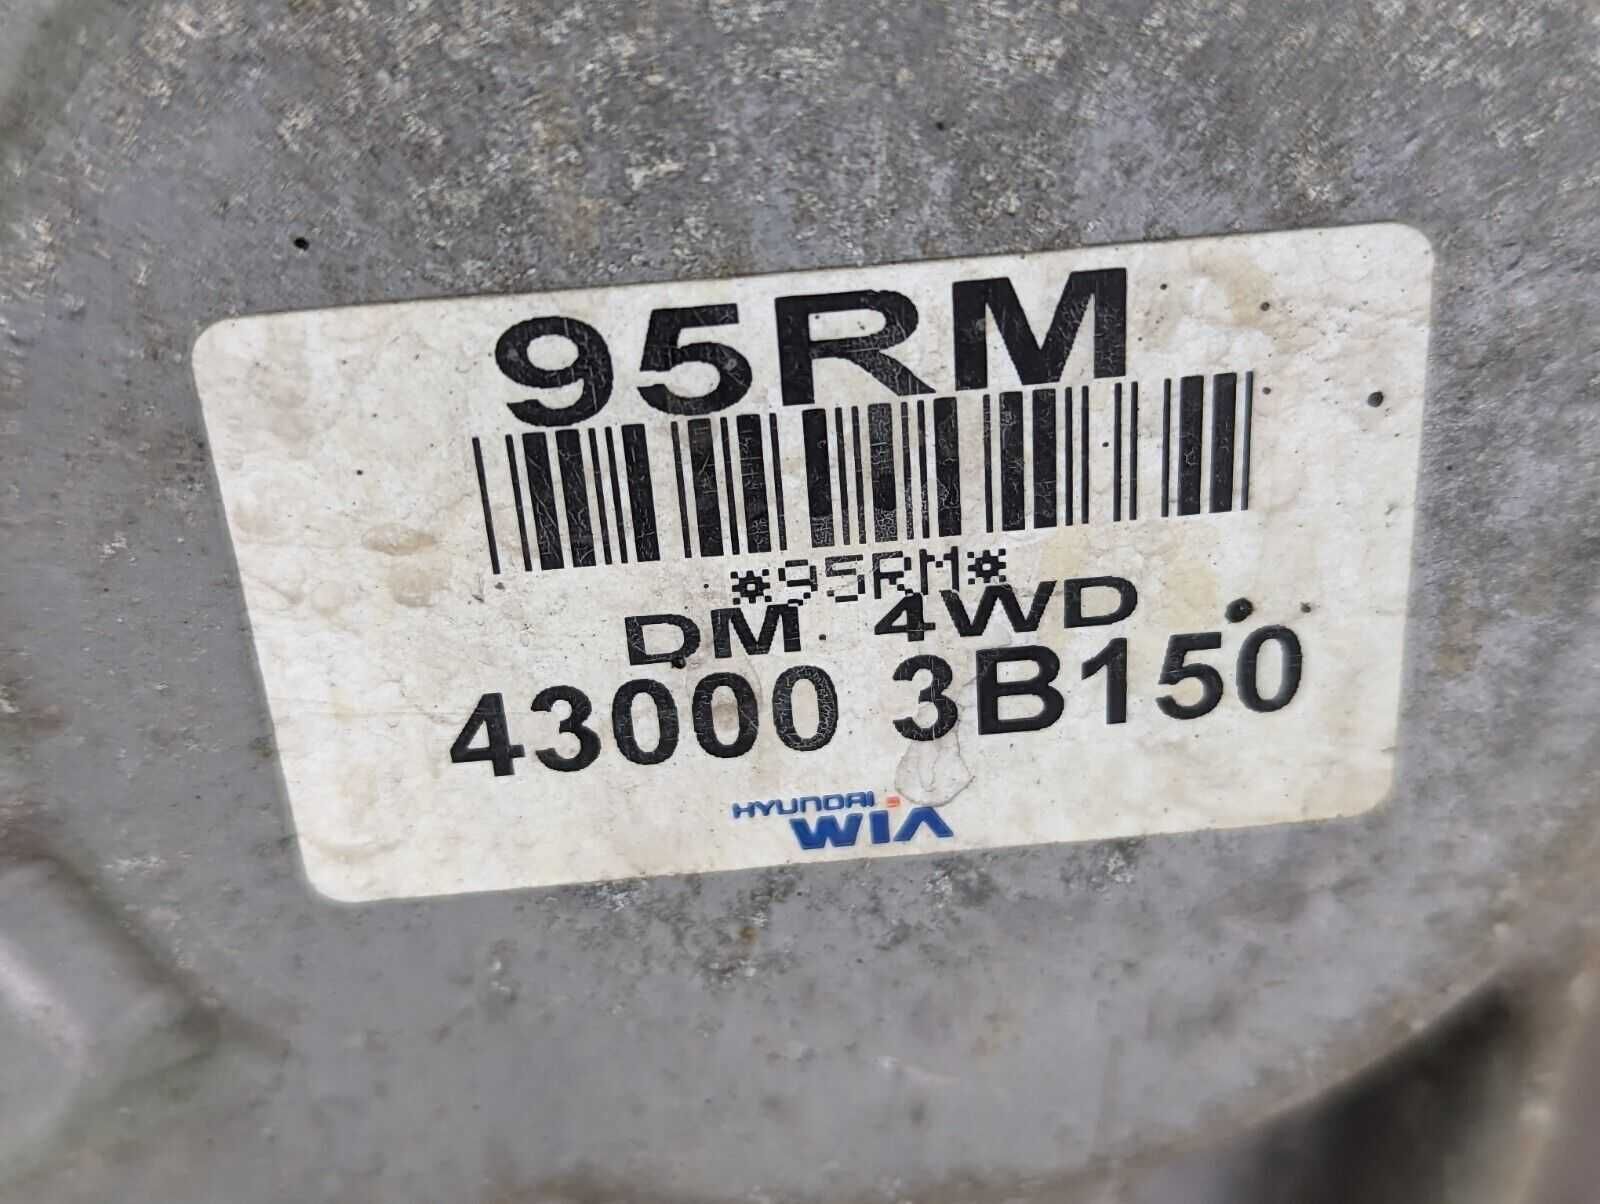 95RM
*95RM*
DM 4WD
43000 3B150
HYUNDAI
WIA